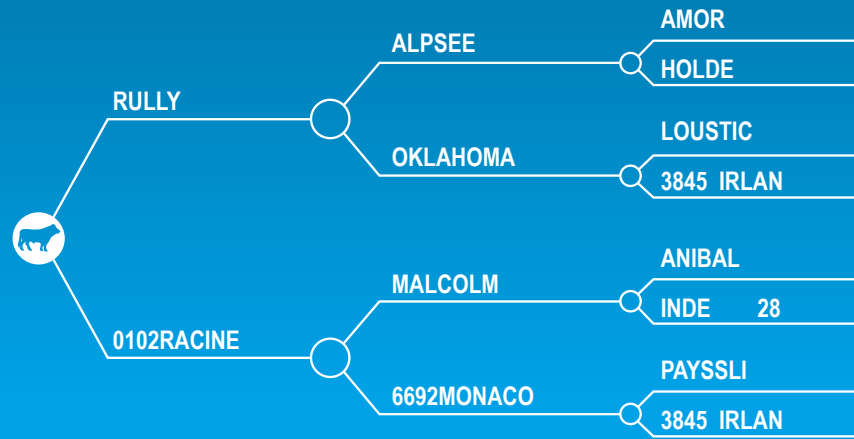 AMOR
ALPSEE
HOLDE
RULLY
LOUSTIC
OKLAHOMA
3845 IRLAN
ANIBAL
MALCOLM
INDE 28
0102RACINE
PAYSSLI
6692MONACO
3845 IRLAN